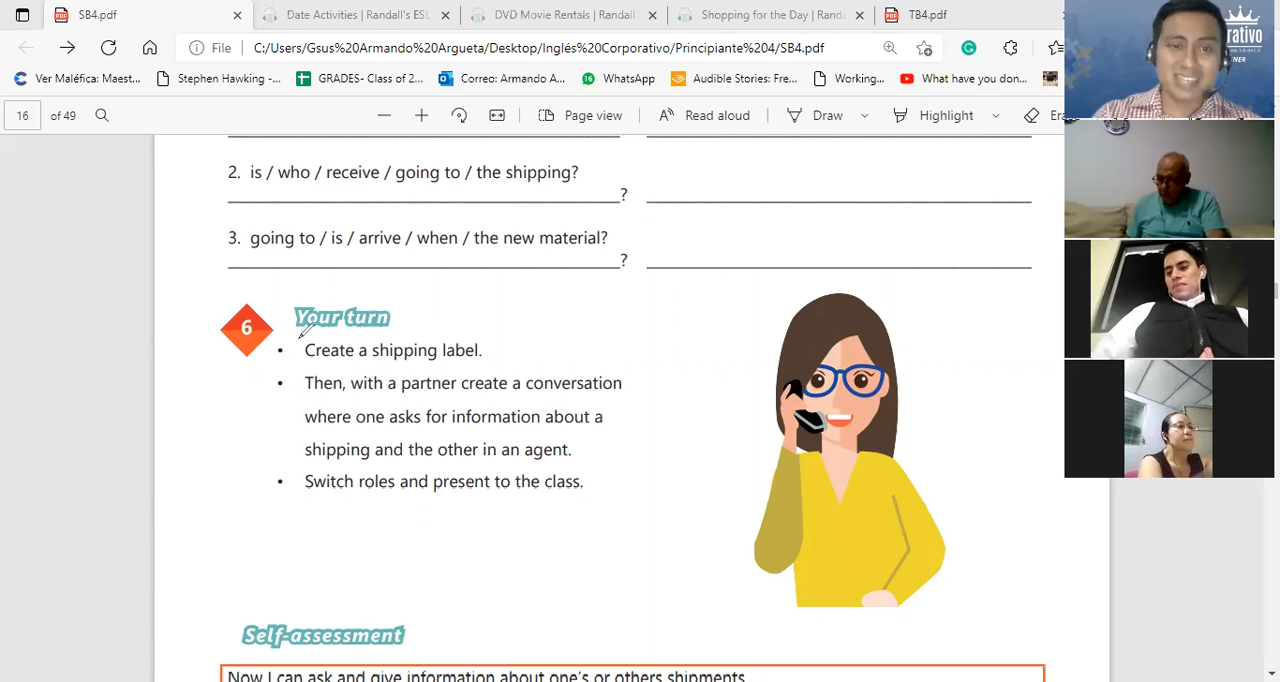 SB4.pdf
Date Activities | Randall's ESL
DVD Movie Rentals | Randall
Shopping for the Day | Randa
TB4.pdf
File
C:/Users/Gsus%20Armando%20Argueta/Desktop/Inglés%20Corporativo/Principiante%204/SB4.pdf
Ver Maléfica: Maest...
Stephen Hawking -...
GRADES- Class of 2...
Correo: Armando A...
WhatsApp
Audible Stories: Fre...
Working...
What have you don...
16 of 49
Page view
Read aloud
Draw
Highlight
Era
rativo
NER
2. is / who / receive / going to / the shipping?
?
3. going to / is / arrive / when / the new material?
?
6
Your turn
• Create a shipping label.
• Then, with a partner create a conversation
where one asks for information about a
shipping and the other in an agent.
• Switch roles and present to the class.
Self-assessment
Now I can ask and give information about one's or others shipments.